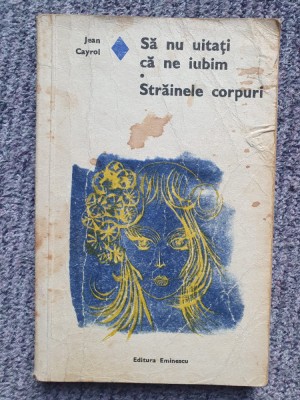 Jean
Cayrol
Să nu uitați
că ne iubim
•
Străinele corpuri
Editura Eminescu